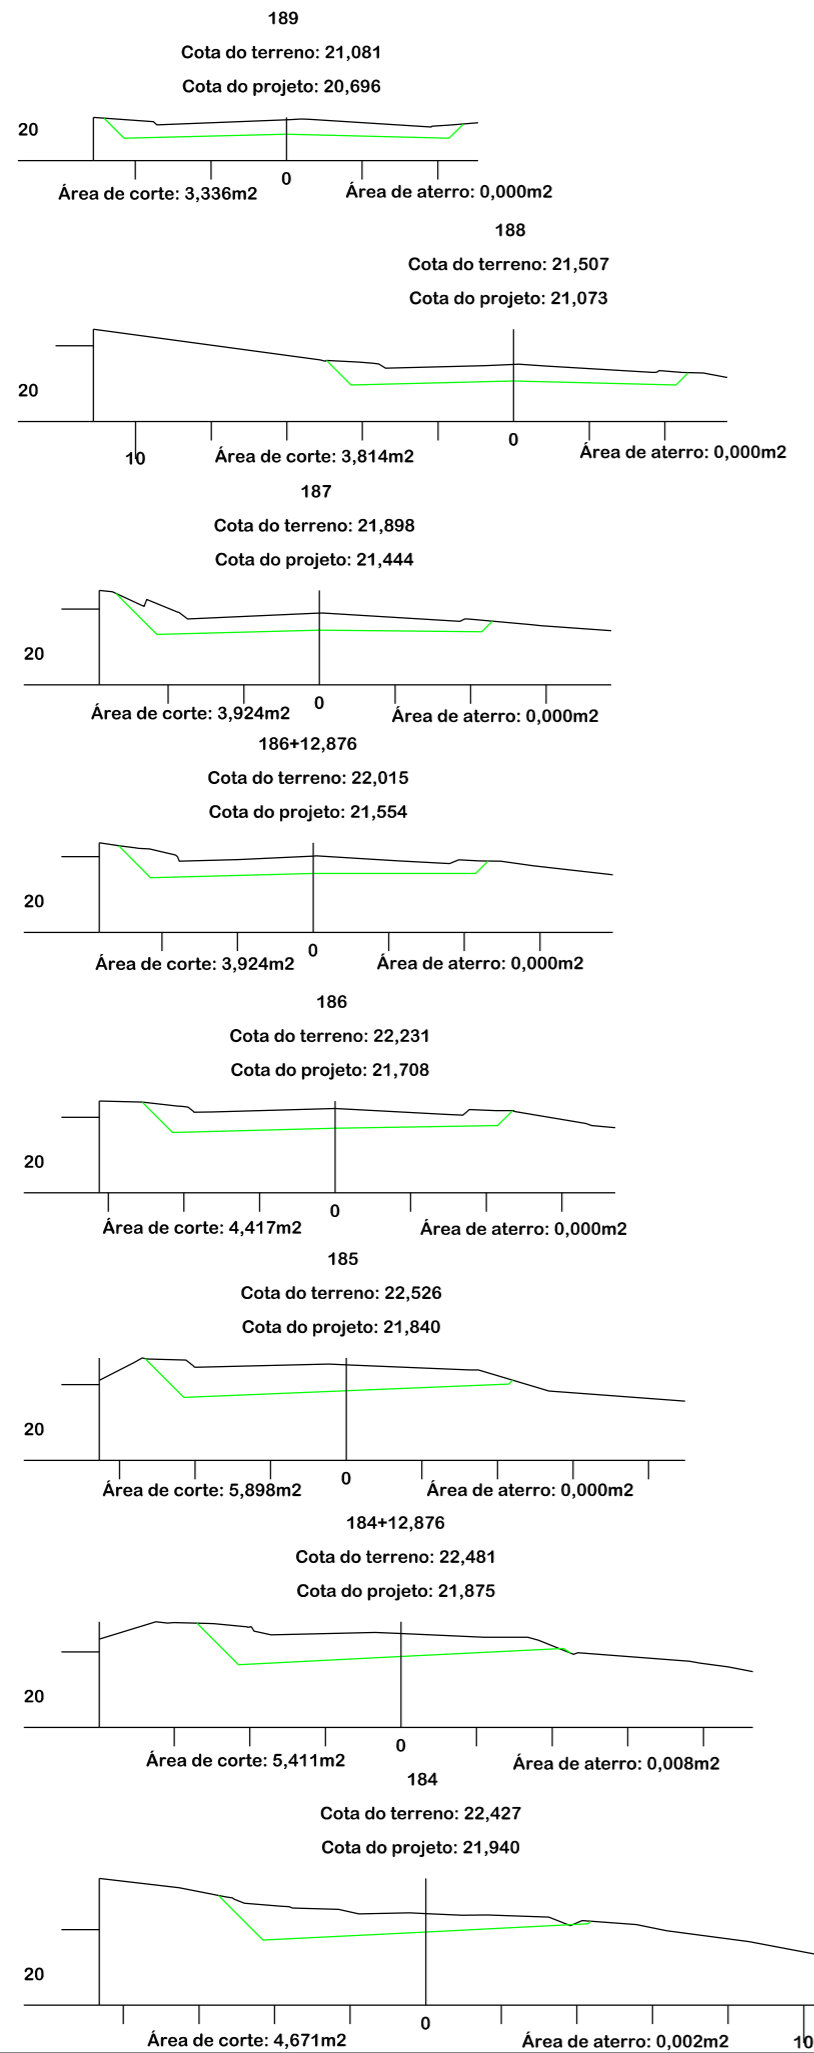 189
Cota do terreno: 21,081
Cota do projeto: 20,696
20
0
Área de corte: 3,336m2 Área de aterro: 0,000m2
188
Cota do terreno: 21,507
Cota do projeto: 21,073
20
10 0
Área de corte: 3,814m2 Área de aterro: 0,000m2
187
Cota do terreno: 21,898
Cota do projeto: 21,444
20
0
Área de corte: 3,924m2 Área de aterro: 0,000m2
186+12,876
Cota do terreno: 22,015
Cota do projeto: 21,554
20
0
Área de corte: 3,924m2 Área de aterro: 0,000m2
186
Cota do terreno: 22,231
Cota do projeto: 21,708
20
0
Área de corte: 4,417m2 Área de aterro: 0,000m2
185
Cota do terreno: 22,526
Cota do projeto: 21,840
20
0
Área de corte: 5,898m2 Área de aterro: 0,000m2
184+12,876
Cota do terreno: 22,481
Cota do projeto: 21,875
20
0
Área de corte: 5,411m2 Área de aterro: 0,008m2
184
Cota do terreno: 22,427
Cota do projeto: 21,940
20
0 10
Área de corte: 4,671m2 Área de aterro: 0,002m2